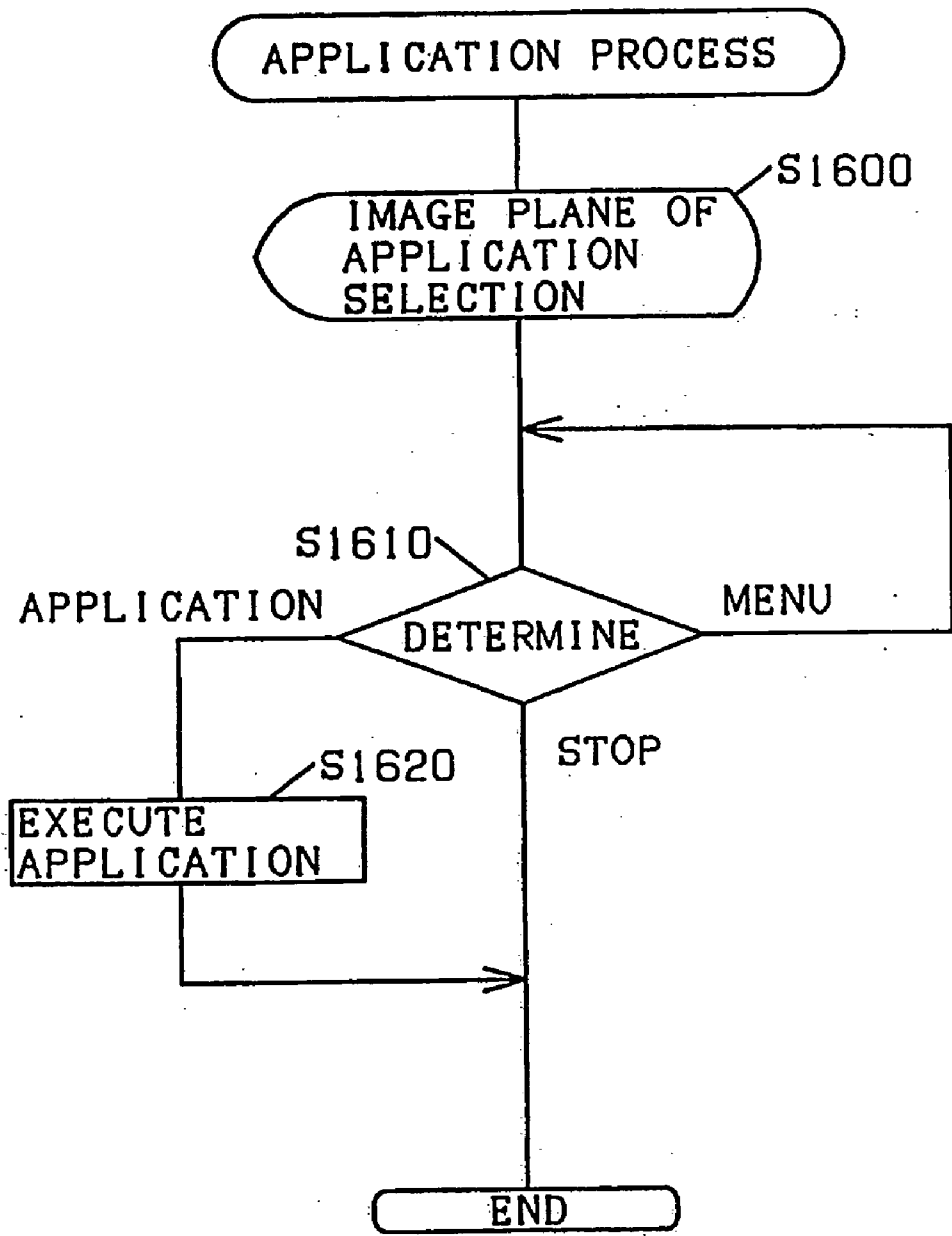 APPLICATION PROCESS
S1600
IMAGE PLANE OF
APPLICATION
SELECTION
S1610
APPLICATION
DETERMINE
MENU
STOP
S1620
EXECUTE
APPLICATION
END